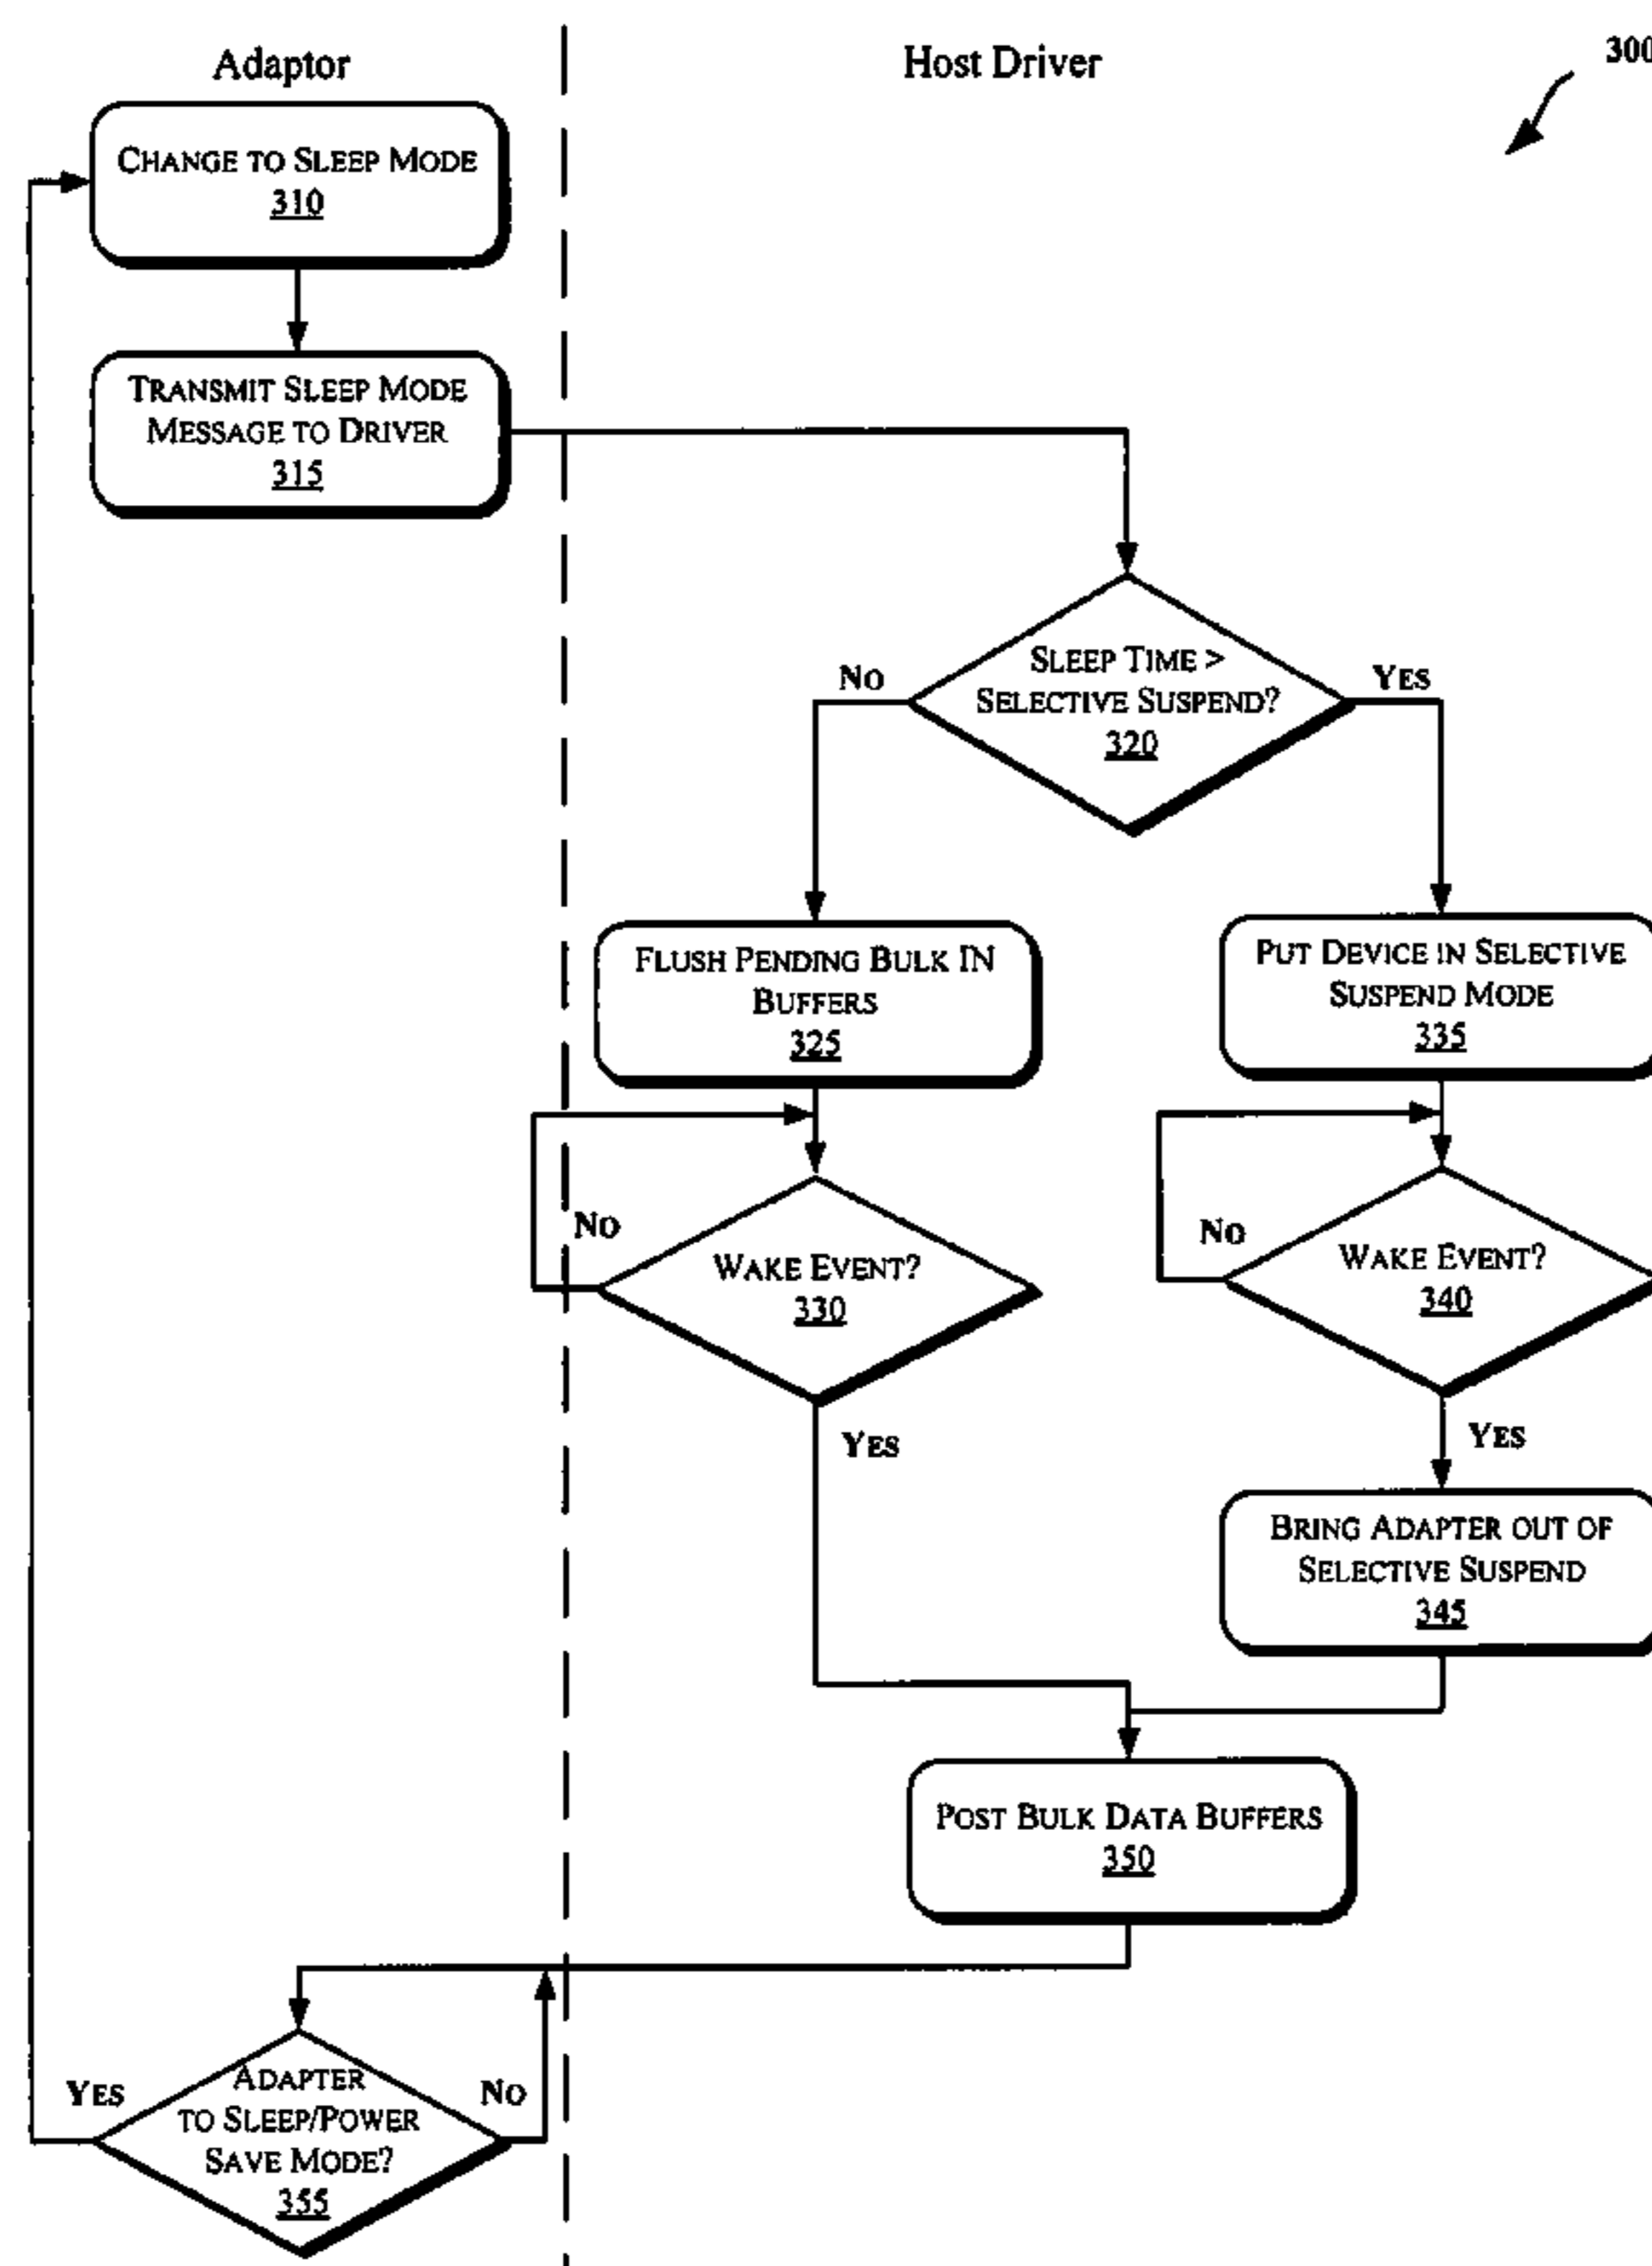 Adaptor
Host Driver
300
CHANGE TO SLEEP MODE
310
TRANSMIT SLEEP MODE
MESSAGE TO DRIVER
315
SLEEP TIME >
SELECTIVE SUSPEND?
320
NO
YES
FLUSH PENDING BULK IN
BUFFERS
325
PUT DEVICE IN SELECTIVE
SUSPEND MODE
335
NO
WAKE EVENT?
330
YES
NO
WAKE EVENT?
340
YES
BRING ADAPTER OUT OF
SELECTIVE SUSPEND
345
POST BULK DATA BUFFERS
350
YES
ADAPTER
TO SLEEP/POWER
SAVE MODE?
355
NO